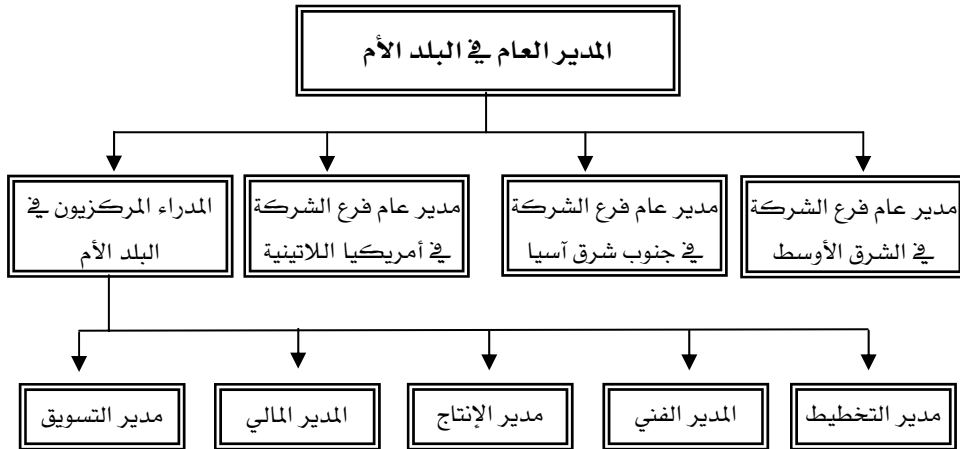 المدير العام في البلد الأم
مدير عام فرع الشركة
في الشرق الأوسط
مدير عام فرع الشركة
في جنوب شرق آسيا
مدير عام فرع الشركة
في أمريكيا اللاتينية
المدراء المركزيون في
البلد الأم
مدير التخطيط
المدير الفني
مدير الإنتاج
المدير المالي
مدير التسويق